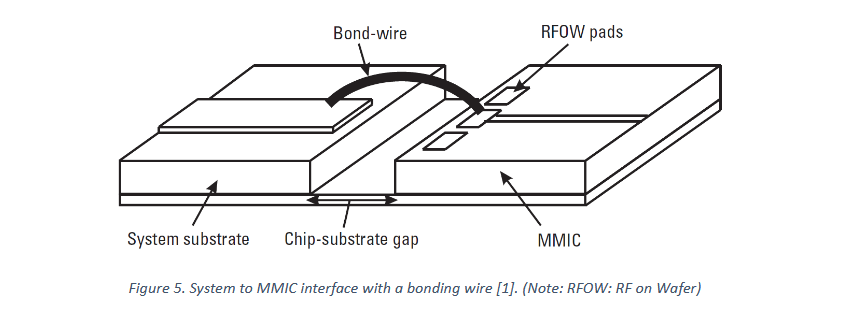 Bond-wire
RFOW pads
System substrate
Chip-substrate gap
MMIC
Figure 5. System to MMIC interface with a bonding wire [1]. (Note: RFOW: RF on Wafer)